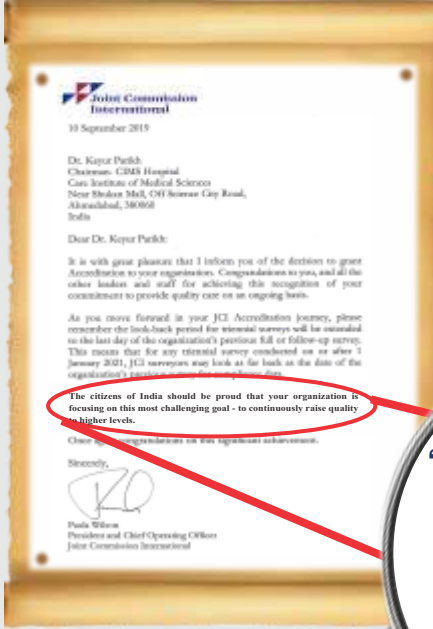 Joint Commission
International
10 September 2019
Dr. Keyur Parikh
Chairman- CIMS Hospital
Care Institute of Medical Sciences
Near Shukan Mall, Off Science City Road,
Ahmedabad, 380060
India
Dear Dr. Keyur Parikh:
It is with great pleasure that I inform you of the decision to grant
Accreditation to your organization. Congratulations to you, and all the
other leaders and staff for achieving this recognition of your
commitment to provide quality care on an ongoing basis.
As you move forward in your JCI Accreditation journey, please
remember the look-back period for triennial surveys will be extended
to the last day of the organization's previous full or follow-up survey.
This means that for any triennial survey conducted on or after 1
January 2021, JCI surveyors may look as far back as the date of the
organization's previous survey for compliance data.
The citizens of India should be proud that your organization is
focusing on this most challenging goal - to continuously raise quality
to higher levels.
Once again congratulations on this significant achievement.
Sincerely,
Paula Wilson
President and Chief Operating Officer
Joint Commission International
“